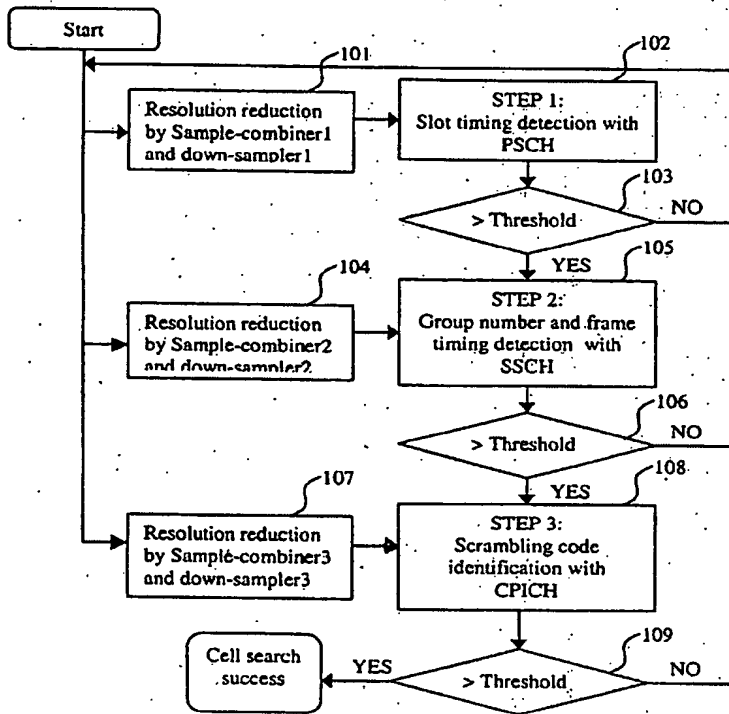 Start
101
102
Resolution reduction
by Sample-combiner1
and down-sampler1
STEP 1:
Slot timing detection with
PSCH
103
> Threshold
NO
YES
104
105
Resolution reduction
by Sample-combiner2
and down-sampler2
STEP 2:
Group number and frame
timing detection with
SSCH
106
> Threshold
NO
YES
107
108
Resolution reduction
by Sample-combiner3
and down-sampler3
STEP 3:
Scrambling code
identification with
CPICH
109
Cell search
success
YES
> Threshold
NO